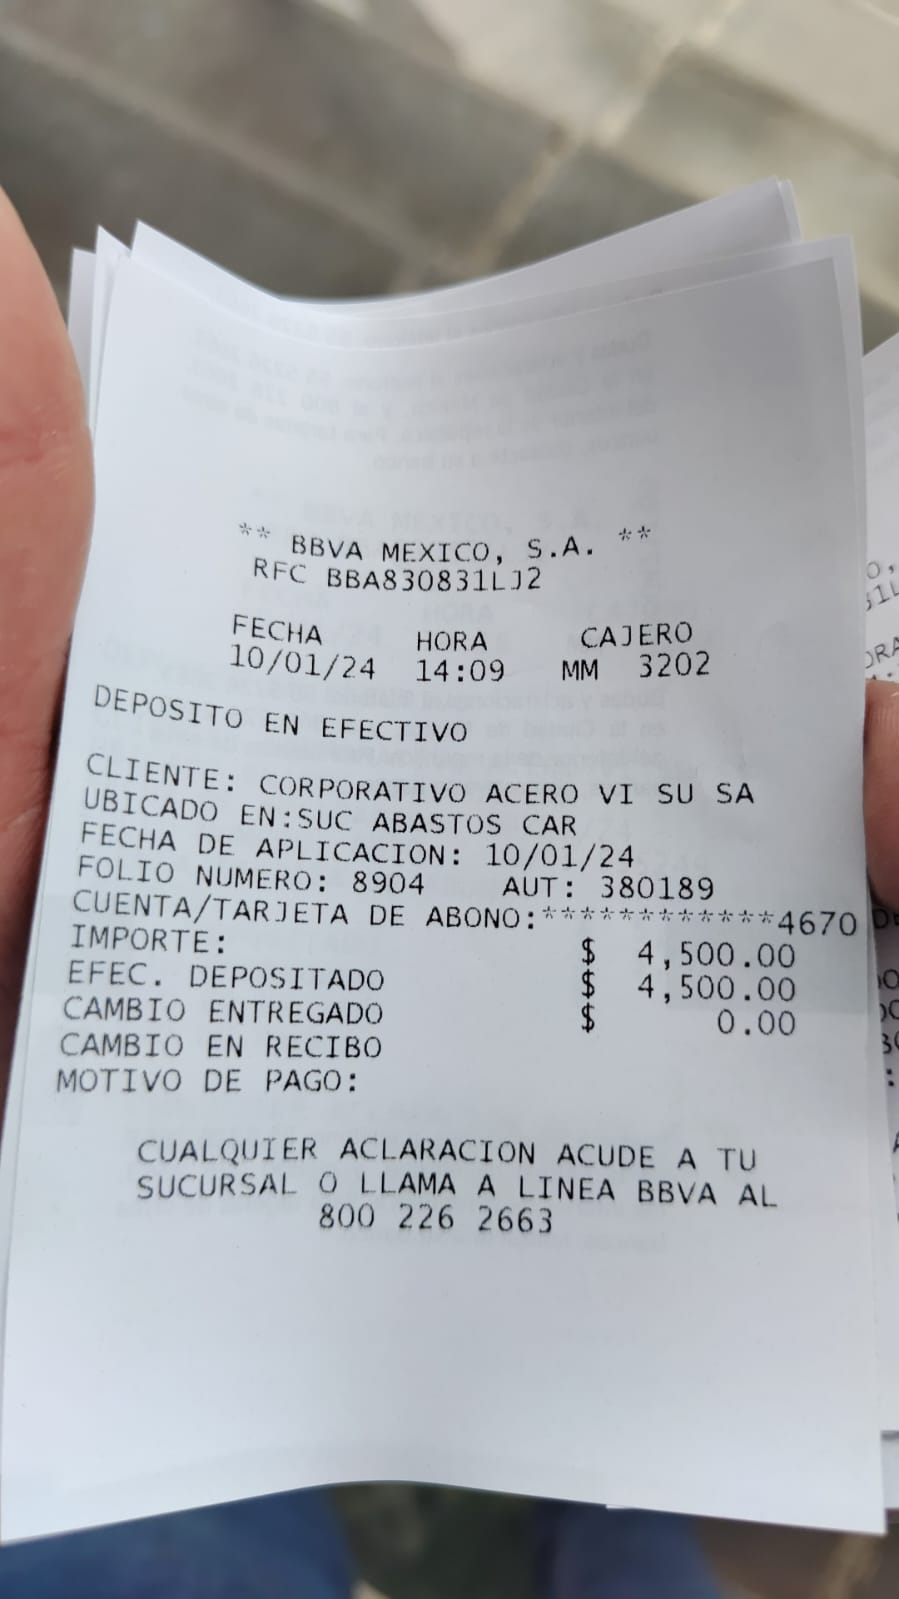 ** BBVA MEXICO, S.A. **
RFC BBA830831LJ2
FECHA HORA CAJERO
10/01/24 14:09 MM 3202
DEPOSITO EN EFECTIVO
CLIENTE: CORPORATIVO ACERO VI SU SA
UBICADO EN:SUC ABASTOS CAR
FECHA DE APLICACION: 10/01/24
FOLIO NUMERO: 8904 AUT: 380189
CUENTA/TARJETA DE ABONO:************4670
IMPORTE: $ 4,500.00
EFEC. DEPOSITADO $ 4,500.00
CAMBIO ENTREGADO $ 0.00
CAMBIO EN RECIBO
MOTIVO DE PAGO:
CUALQUIER ACLARACION ACUDE A TU
SUCURSAL O LLAMA A LINEA BBVA AL
800 226 2663